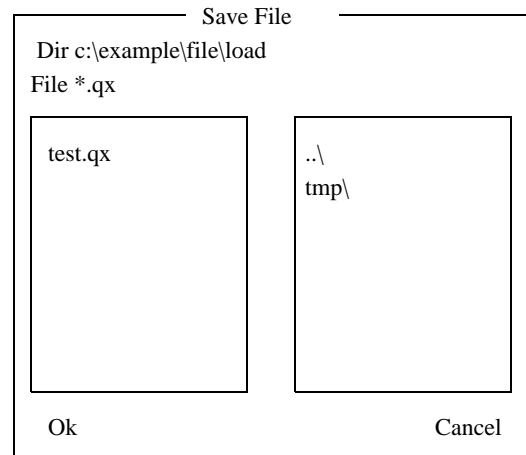 Save File
Dir c:\example\file\load
File *.qx
test.qx
..\
tmp\
Ok
Cancel